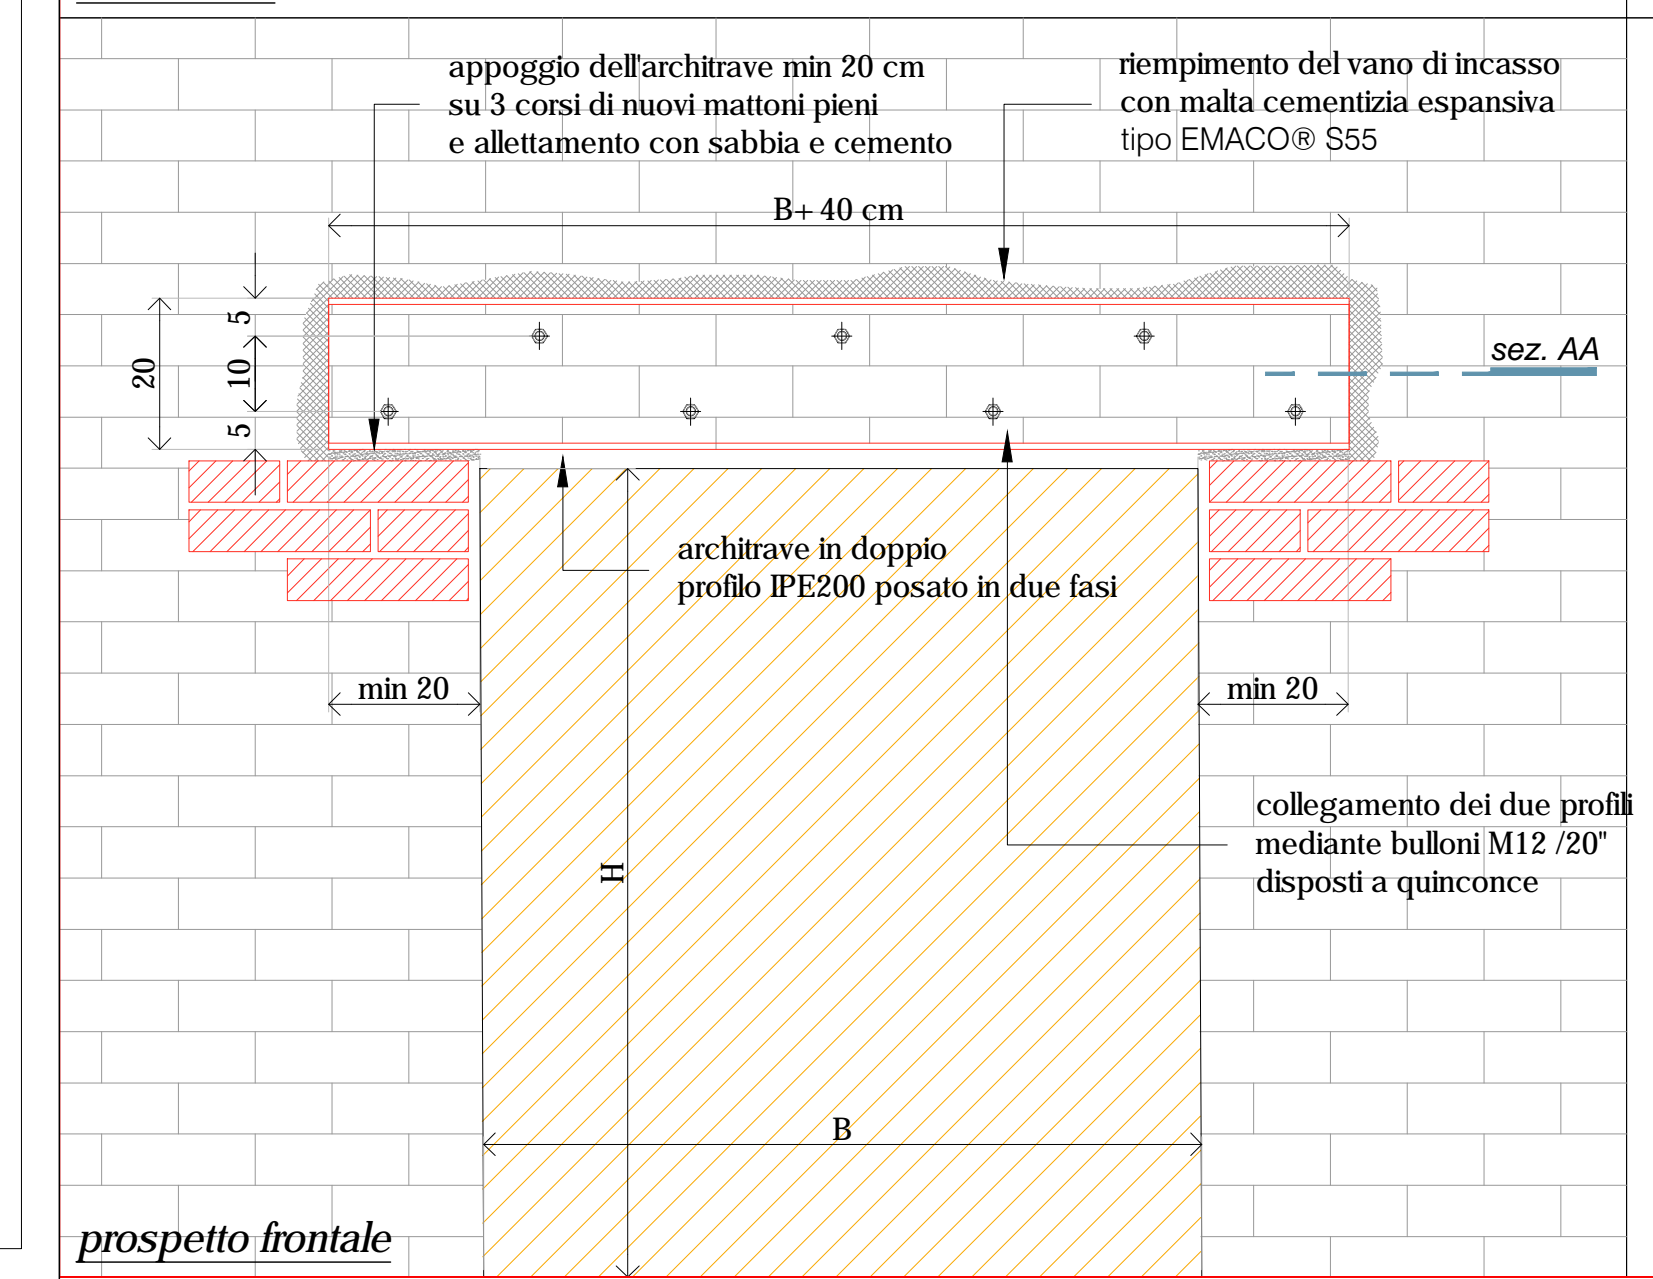 appoggio dell'architrave min 20 cm
su 3 corsi di nuovi mattoni pieni
e allettamento con sabbia e cemento
riempimento del vano di incasso
con malta cementizia espansiva
tipo EMACO® S55
B+40 cm
5
20
10
5
sez. AA
architrave in doppio
profilo IPE200 posato in due fasi
min 20
min 20
collegamento dei due profili
mediante bulloni M12 /20"
disposti a quinconce
H
B
prospetto frontale